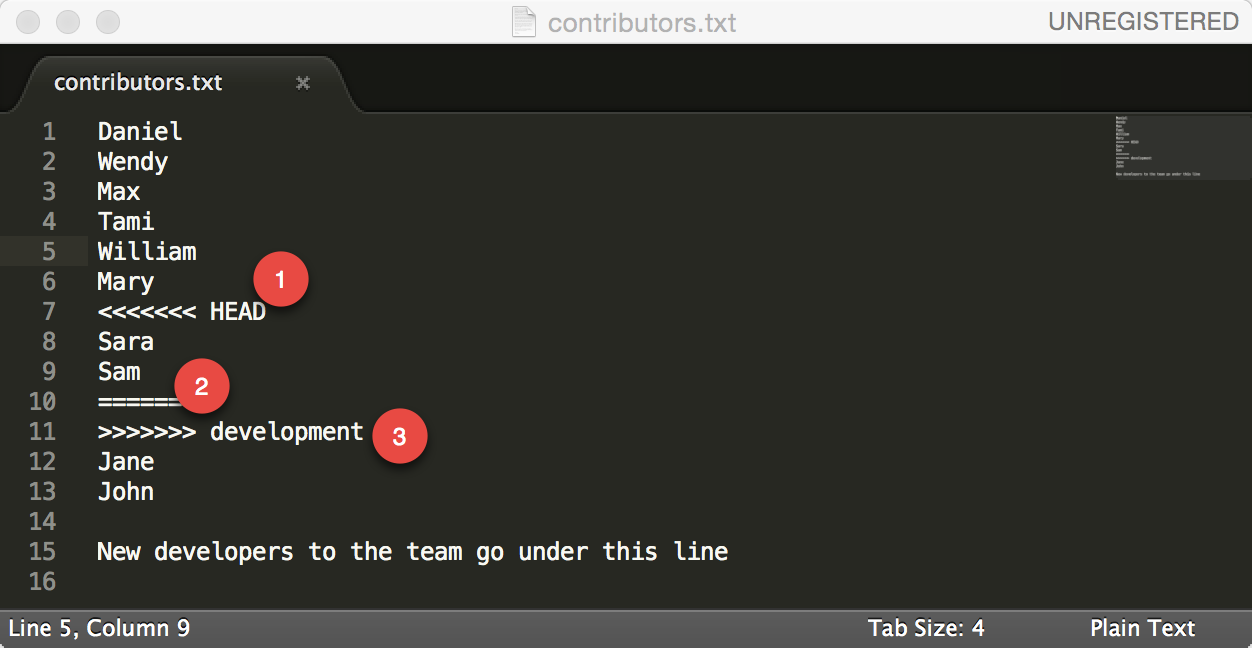 contributors.txt UNREGISTERED
contributors.txt ×
1 Daniel
2 Wendy
3 Max
4 Tami
5 William
6 Mary
1
7 <<<<<<< HEAD
8 Sara
9 Sam
2
10 ======
11 >>>>>>> development
3
12 Jane
13 John
14
15 New developers to the team go under this line
16
Line 5, Column 9 Tab Size: 4 Plain Text